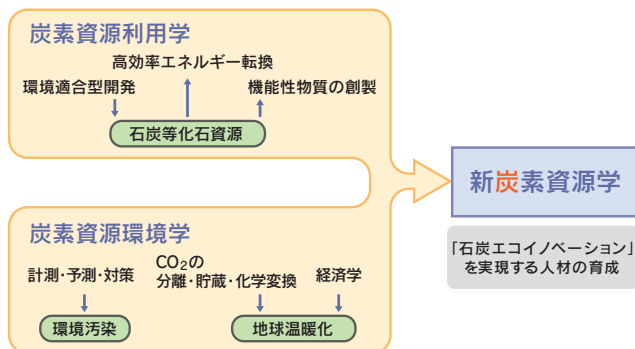 炭素資源利用学
高効率エネルギー転換
環境適合型開発
機能性物質の創製
石炭等化石資源
新炭素資源学
「石炭エコイノベーション」
を実現する人材の育成
炭素資源環境学
計測・予測・対策
CO₂の
分離・貯蔵・化学変換
経済学
環境汚染
地球温暖化